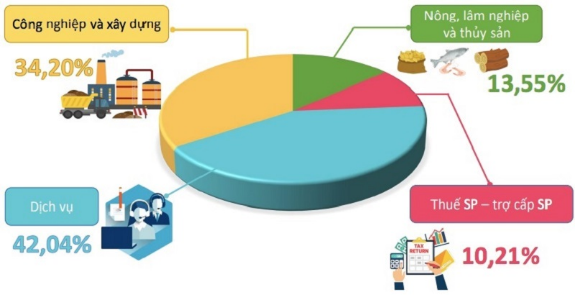 Công nghiệp và xây dựng
34,20%
Nông, lâm nghiệp
và thủy sản
13,55%
Dịch vụ
42,04%
Thuế SP – trợ cấp SP
TAX
RETURN
10,21%